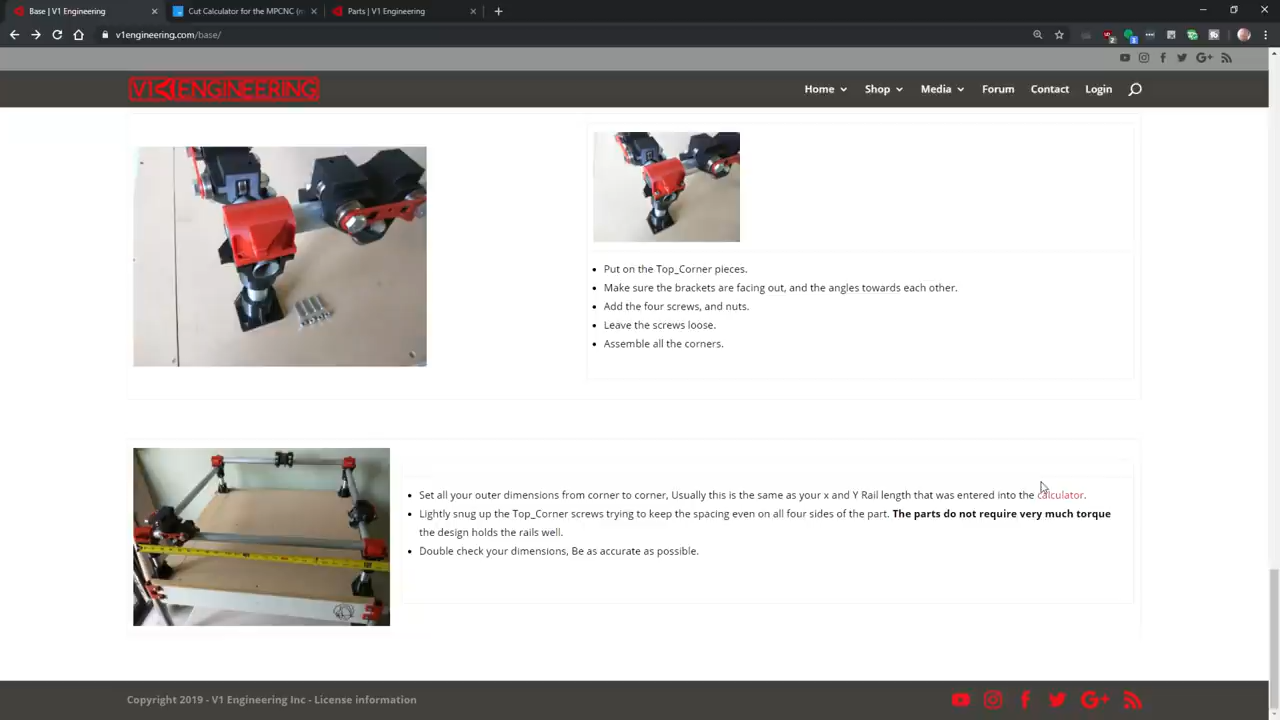 Base | V1 Engineering
Cut Calculator for the MPCNC (m
Parts | V1 Engineering
v1engineering.com/base/
V1 ENGINEERING
Home
Shop
Media
Forum
Contact
Login
Put on the Top_Corner pieces.
Make sure the brackets are facing out, and the angles towards each other.
Add the four screws, and nuts.
Leave the screws loose.
Assemble all the corners.
Set all your outer dimensions from corner to corner, Usually this is the same as your x and Y Rail length that was entered into the calculator.
Lightly snug up the Top_Corner screws trying to keep the spacing even on all four sides of the part. The parts do not require very much torque
the design holds the rails well.
Double check your dimensions, Be as accurate as possible.
Copyright 2019 - V1 Engineering Inc - License information